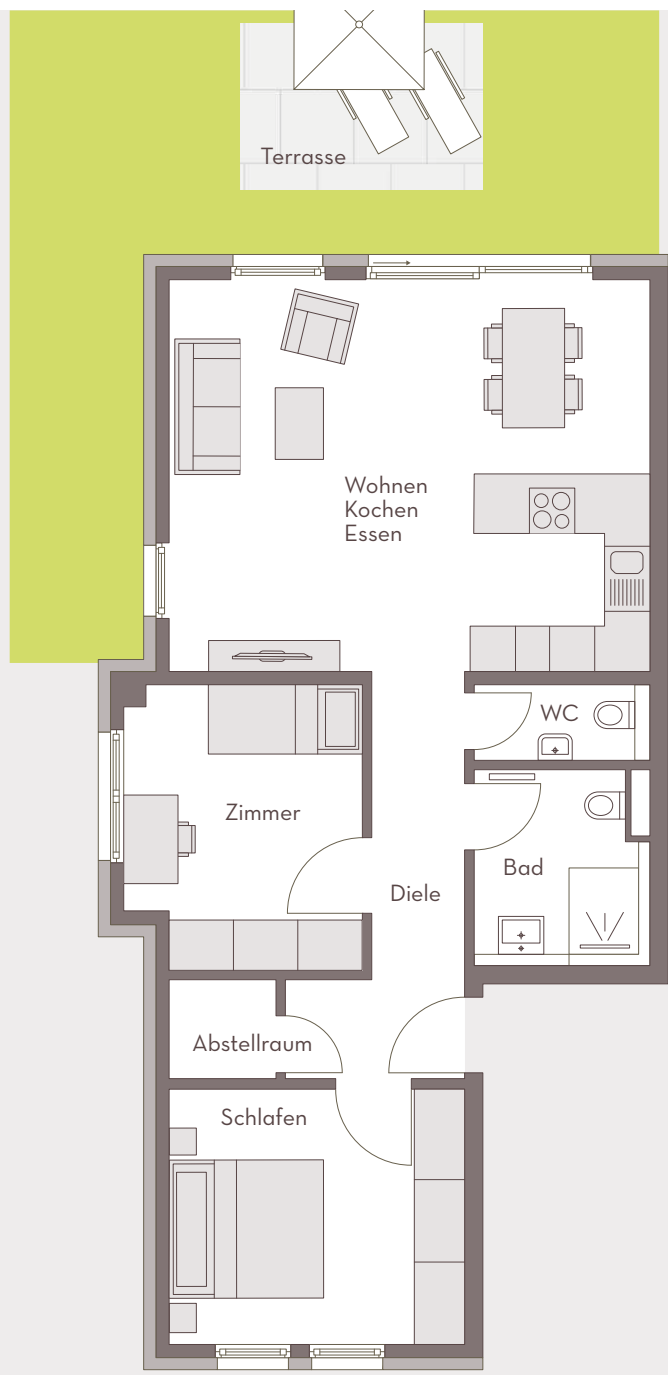 Terrasse
Wohnen
Kochen
Essen
WC
Zimmer
Bad
Diele
Abstellraum
Schlafen